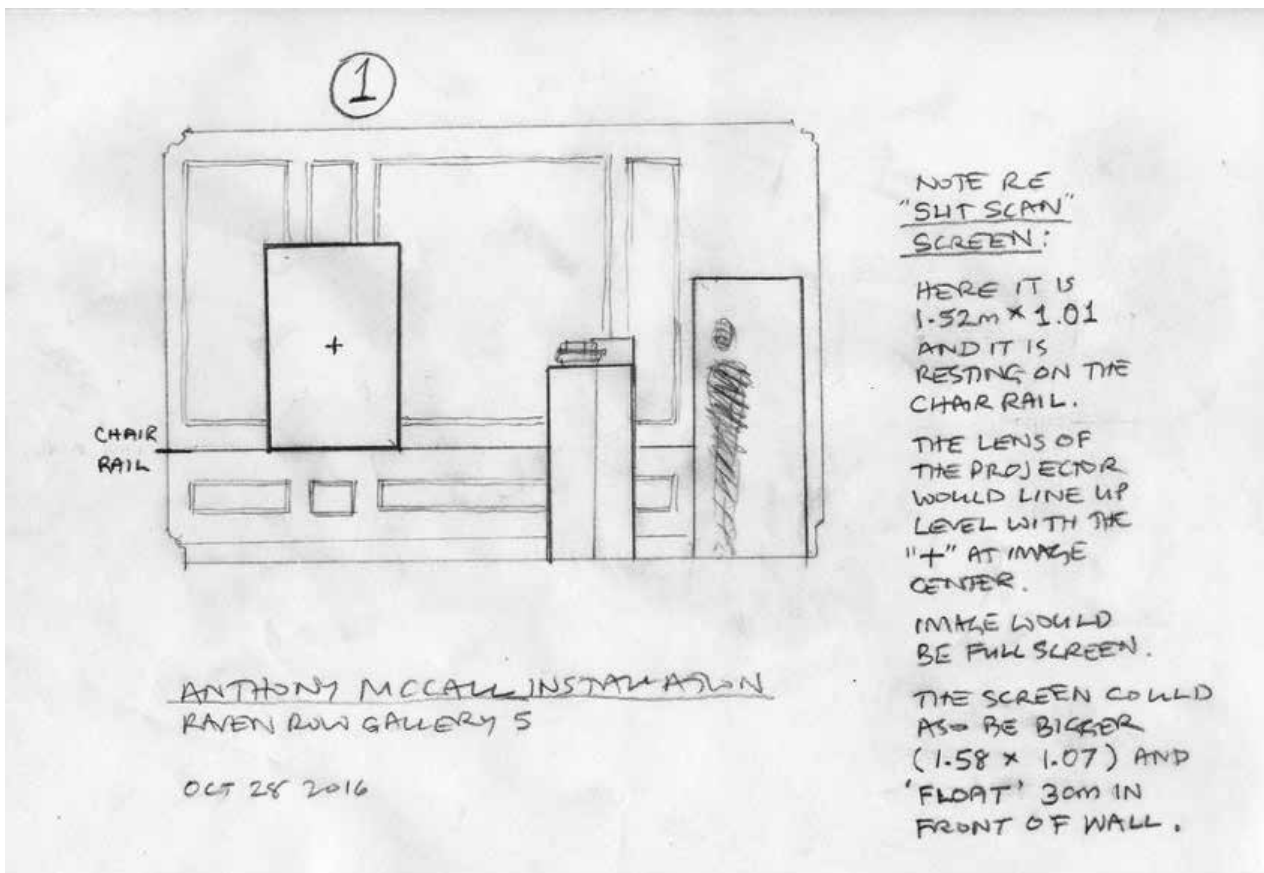 1
CHAIR
RAIL
NOTE RE
"SLIT SCAN"
SCREEN:
HERE IT IS
1.52m × 1.01
AND IT IS
RESTING ON THE
CHAIR RAIL.
THE LENS OF
THE PROJECTOR
WOULD LINE UP
LEVEL WITH THE
"+" AT IMAGE
CENTER.
IMAGE WOULD
BE FULL SCREEN.
THE SCREEN COULD
ALSO BE BIGGER
(1.58 × 1.07) AND
'FLOAT' 3cm IN
FRONT OF WALL.
ANTHONY MCCALL INSTALLATION
RAVEN ROW GALLERY 5
OCT 28 2016